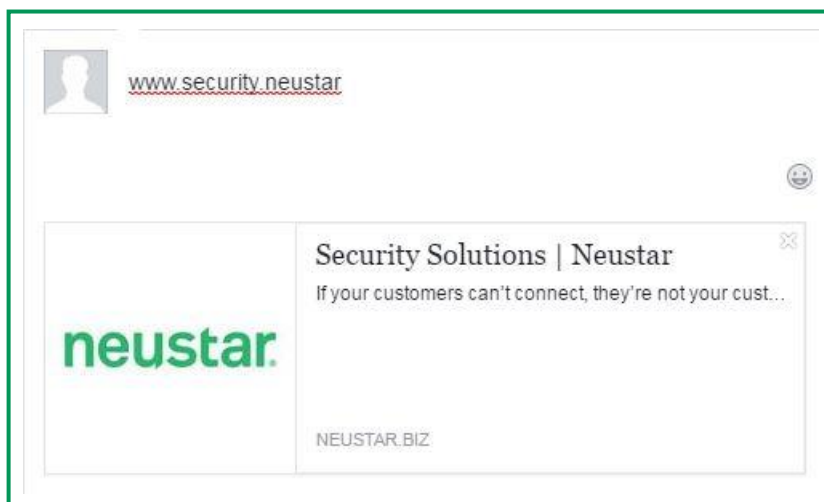 www.security.neustar
Security Solutions | Neustar
If your customers can't connect, they're not your cust...
neustar.
NEUSTAR.BIZ